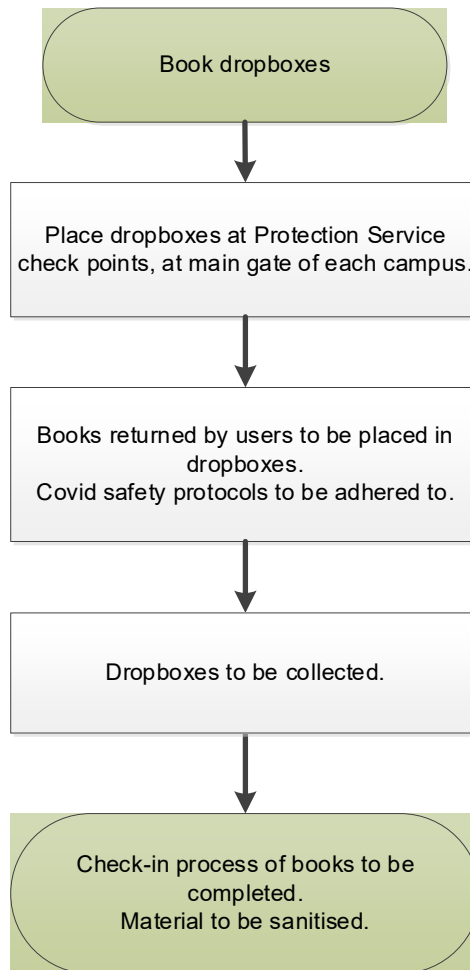 Book dropboxes
Place dropboxes at Protection Service
check points, at main gate of each campus.
Books returned by users to be placed in
dropboxes.
Covid safety protocols to be adhered to.
Dropboxes to be collected.
Check-in process of books to be
completed.
Material to be sanitised.